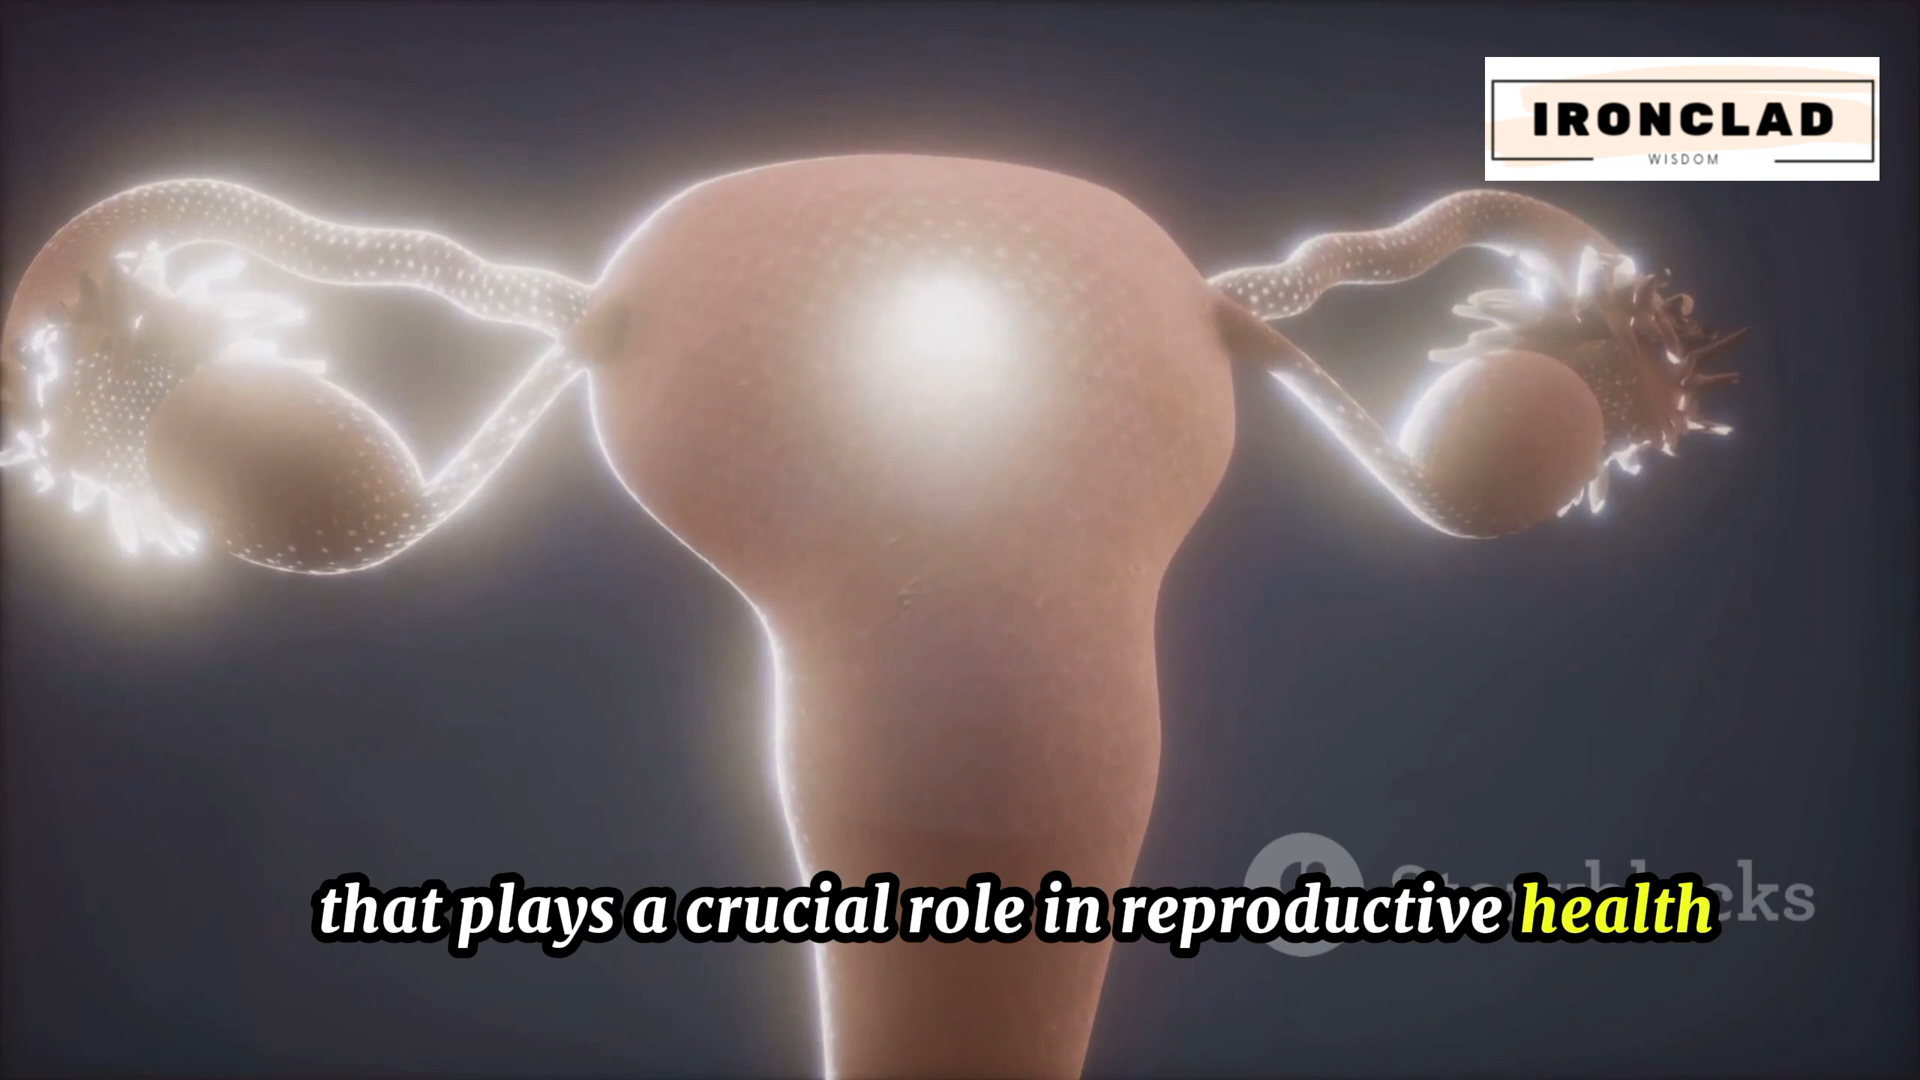 IRONCLAD
WISDOM
that plays a crucial role in reproductive health